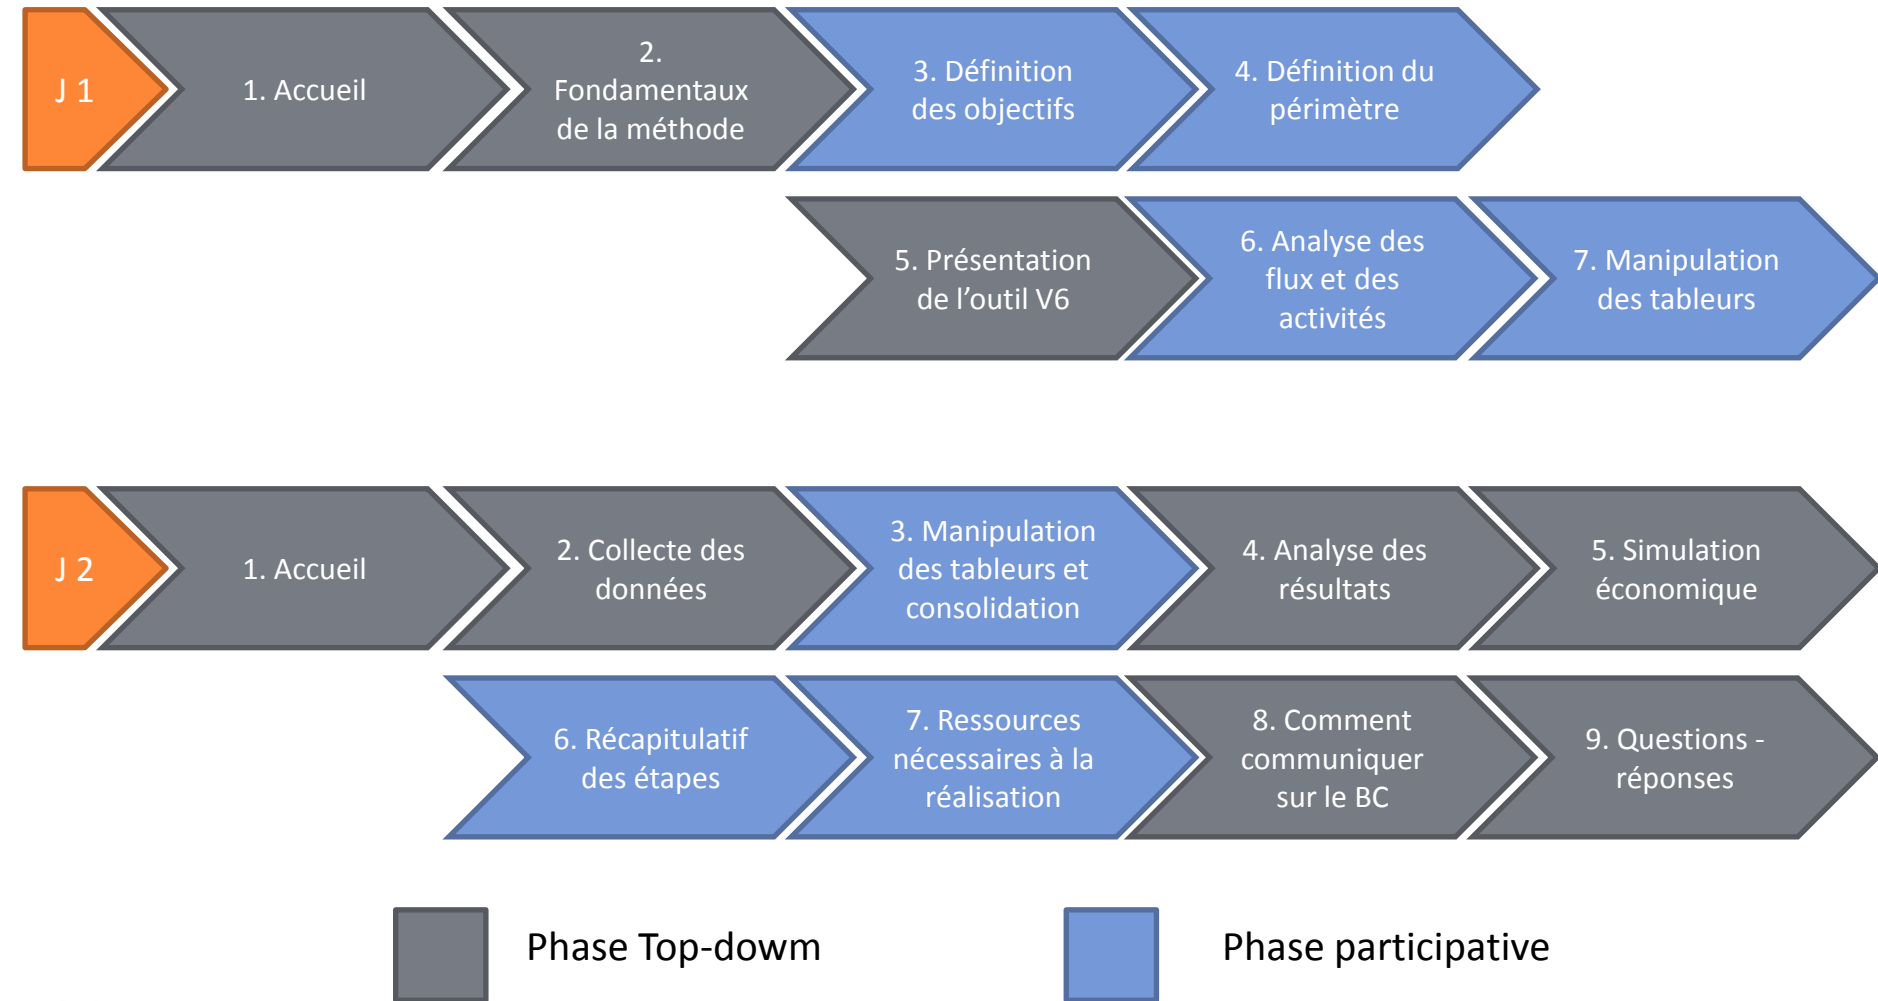 J 1
1. Accueil
2.
Fondamentaux
de la méthode
3. Définition
des objectifs
4. Définition du
périmètre
5. Présentation
de l’outil V6
6. Analyse des
flux et des
activités
7. Manipulation
des tableurs
J 2
1. Accueil
2. Collecte des
données
3. Manipulation
des tableurs et
consolidation
4. Analyse des
résultats
5. Simulation
économique
6. Récapitulatif
des étapes
7. Ressources
nécessaires à la
réalisation
8. Comment
communiquer
sur le BC
9. Questions -
réponses
Phase Top-dowm
Phase participative